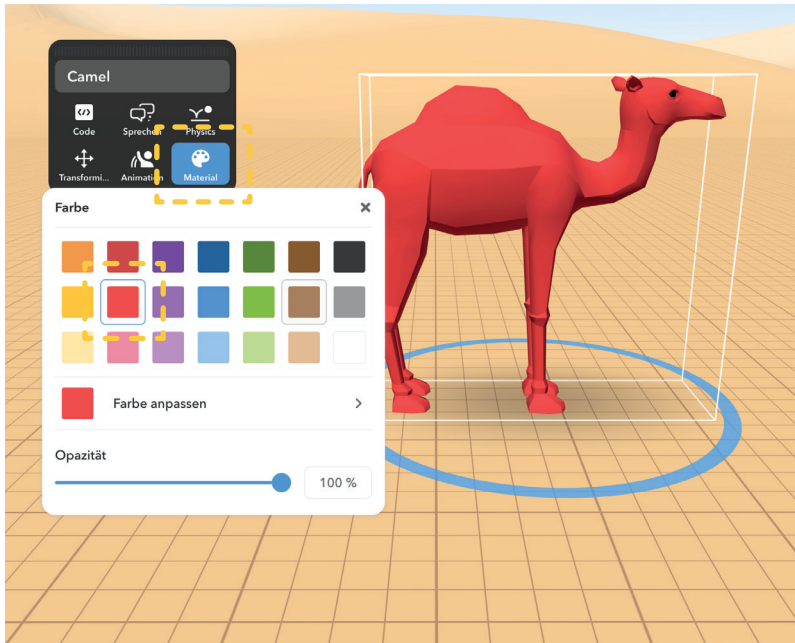 Camel
Code Sprechen Physics
Transformi... Animation Material
Farbe
Farbe anpassen
Opazität
100 %